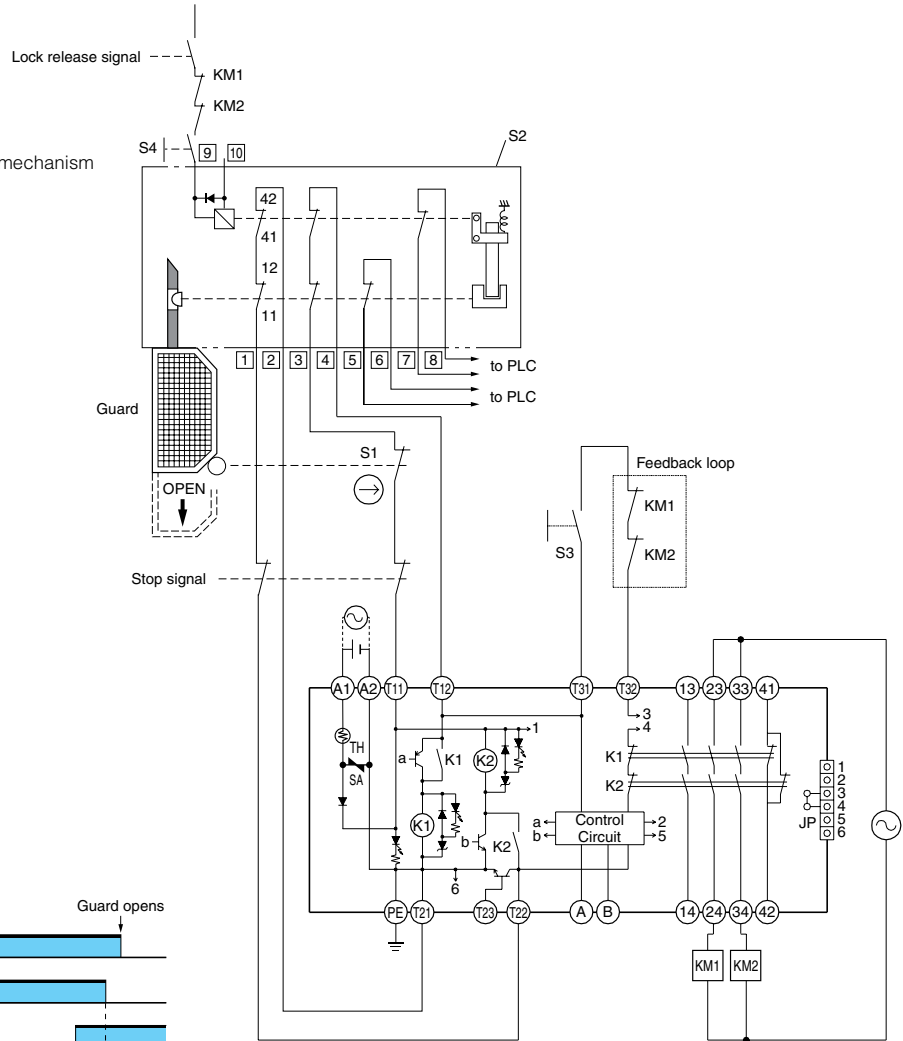 Lock release signal
KM1
KM2
S4
9 10
S2
mechanism
42
41
12
11
1 2 3 4 5 6 7 8
to PLC
to PLC
Guard
OPEN
S1
Feedback loop
KM1
KM2
S3
Stop signal
A1 A2 T11 T12 T31 T32 13 23 33 41
TH
SA
a
K1
K2
1
3
4
K1
K2
K1
b
K2
a
b
Control
Circuit
2
5
6
JP
1
2
3
4
5
6
PE T21 T23 T22 A B 14 24 34 42
KM1 KM2
Guard opens